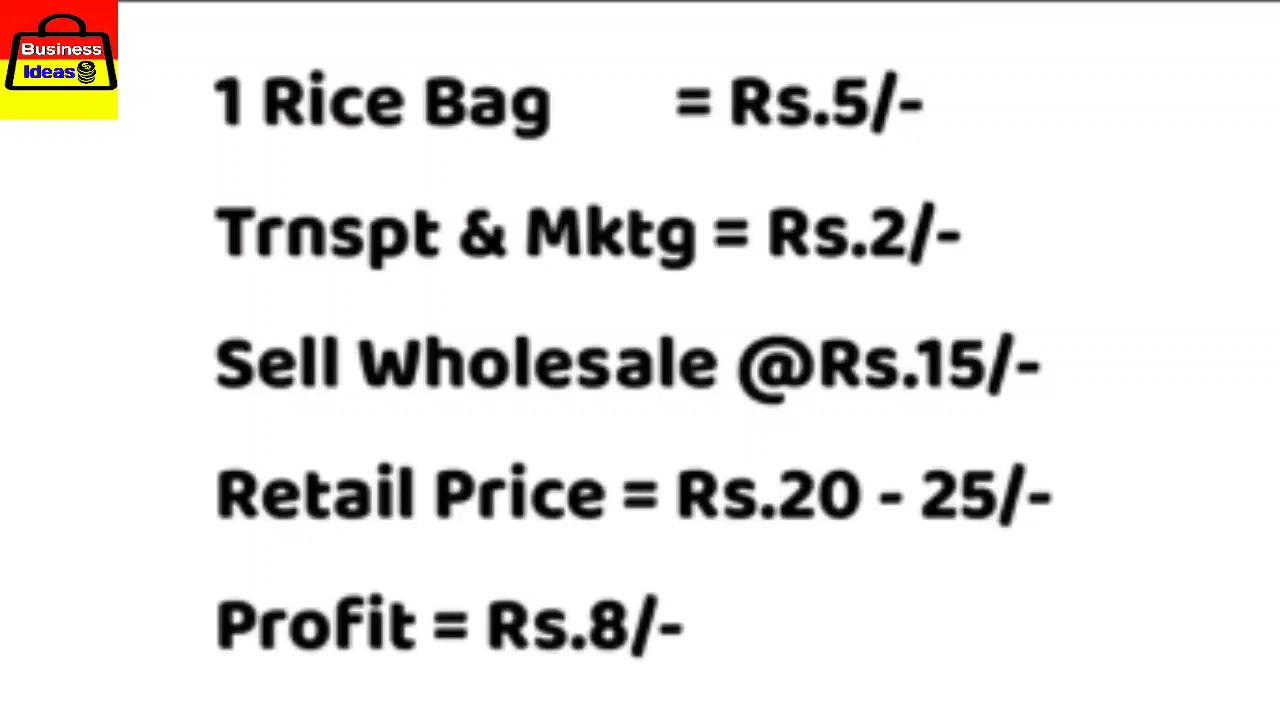 Business
Ideas
1 Rice Bag = Rs.5/-
Trnspt & Mktg = Rs.2/-
Sell Wholesale @Rs.15/-
Retail Price = Rs.20 - 25/-
Profit = Rs.8/-